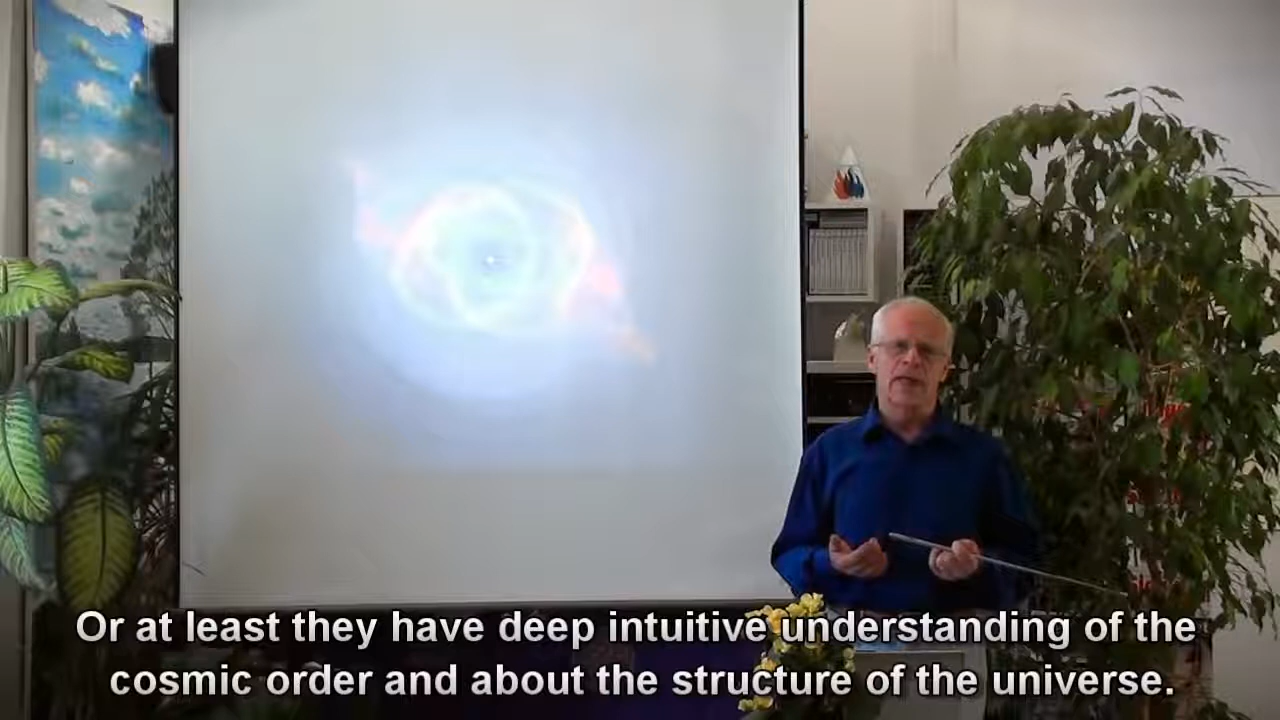 Or at least they have deep intuitive understanding of the
cosmic order and about the structure of the universe.